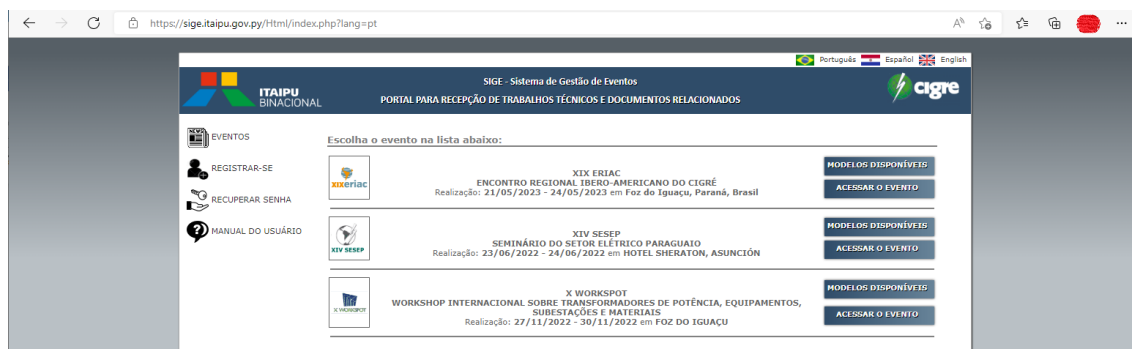 https://sige.itaipu.gov.py/Html/index.php?lang=pt
Português Español English
ITAIPU
BINACIONAL
SIGE - Sistema de Gestão de Eventos
PORTAL PARA RECEPÇÃO DE TRABALHOS TÉCNICOS E DOCUMENTOS RELACIONADOS
cigre
NEWS
EVENTOS
REGISTRAR-SE
RECUPERAR SENHA
MANUAL DO USUÁRIO
Escolha o evento na lista abaixo:
xixeriac
XIX ERIAC
ENCONTRO REGIONAL IBERO-AMERICANO DO CIGRÉ
Realização: 21/05/2023 - 24/05/2023 em Foz do Iguaçu, Paraná, Brasil
MODELOS DISPONÍVEIS
ACESSAR O EVENTO
XIV SESEP
XIV SESEP
SEMINÁRIO DO SETOR ELÉTRICO PARAGUAIO
Realização: 23/06/2022 - 24/06/2022 em HOTEL SHERATON, ASUNCIÓN
MODELOS DISPONÍVEIS
ACESSAR O EVENTO
X WORKSPOT
X WORKSPOT
WORKSHOP INTERNACIONAL SOBRE TRANSFORMADORES DE POTÊNCIA, EQUIPAMENTOS,
SUBESTAÇÕES E MATERIAIS
Realização: 27/11/2022 - 30/11/2022 em FOZ DO IGUAÇU
MODELOS DISPONÍVEIS
ACESSAR O EVENTO